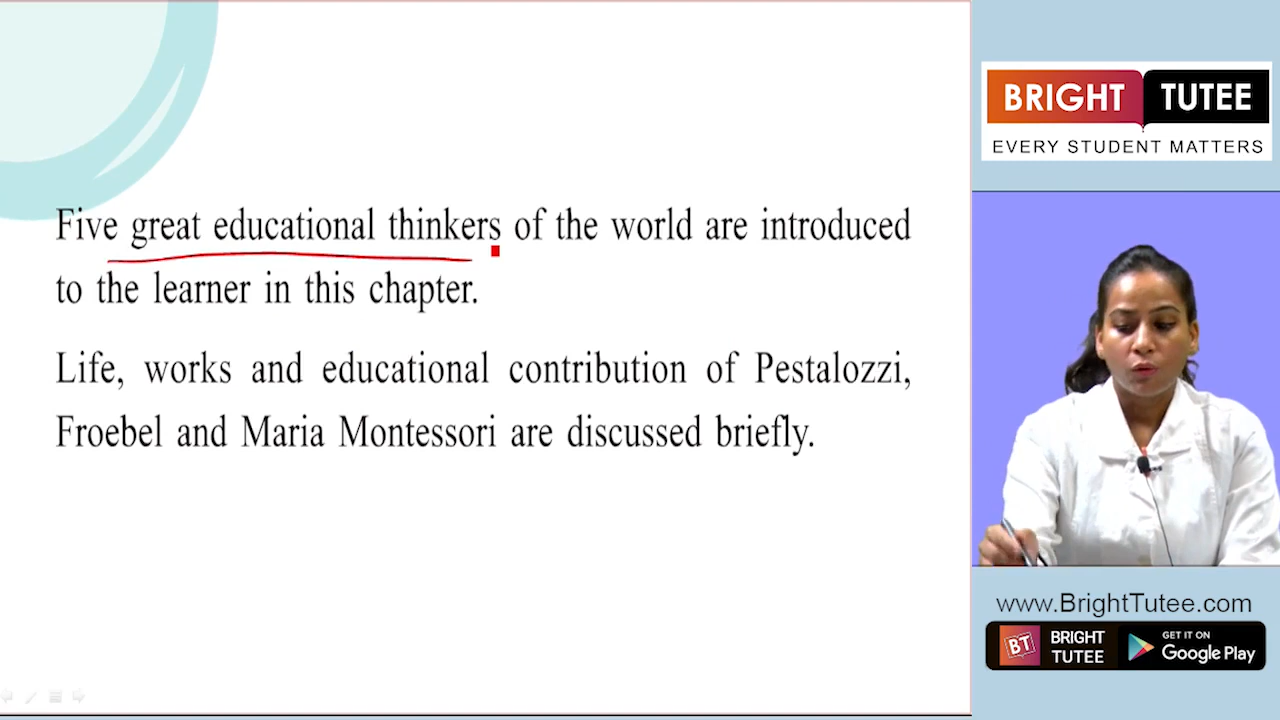 Five great educational thinkers of the world are introduced
to the learner in this chapter.
Life, works and educational contribution of Pestalozzi,
Froebel and Maria Montessori are discussed briefly.
BRIGHT TUTEE
EVERY STUDENT MATTERS
www.BrightTutee.com
BT
BRIGHT
TUTEE
GET IT ON
Google Play